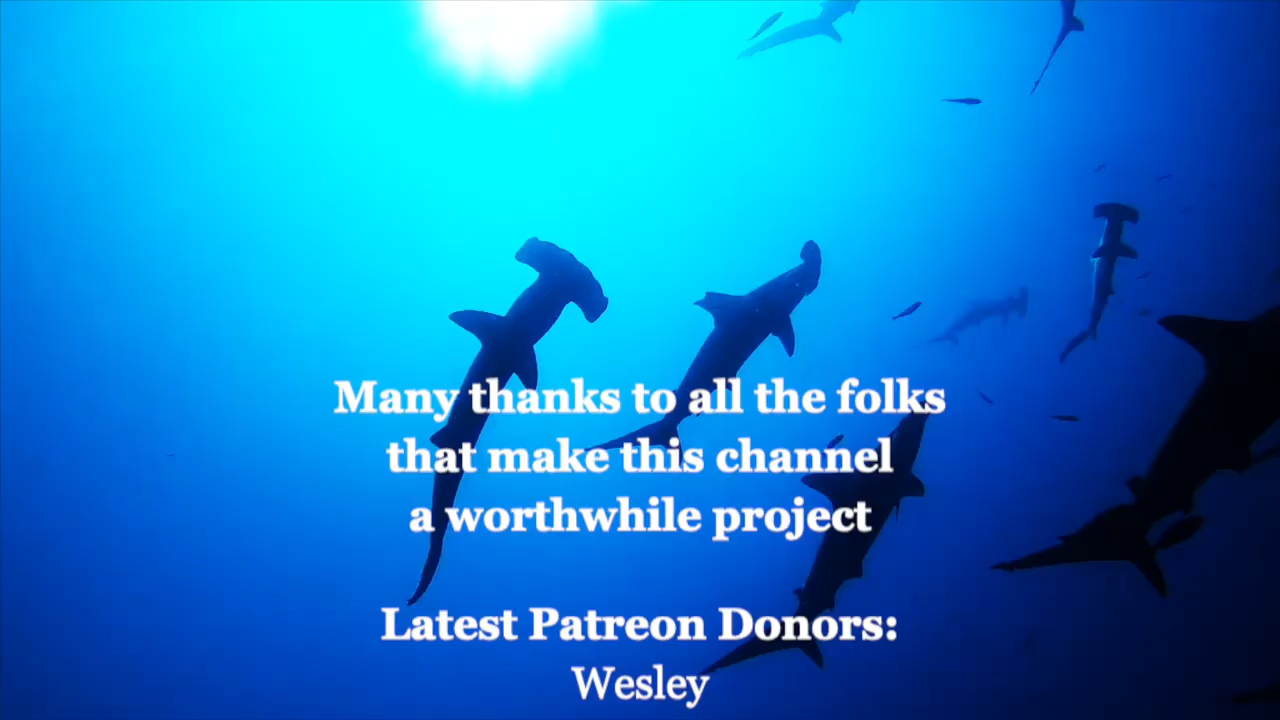 Many thanks to all the folks
that make this channel
a worthwhile project
Latest Patreon Donors:
Wesley